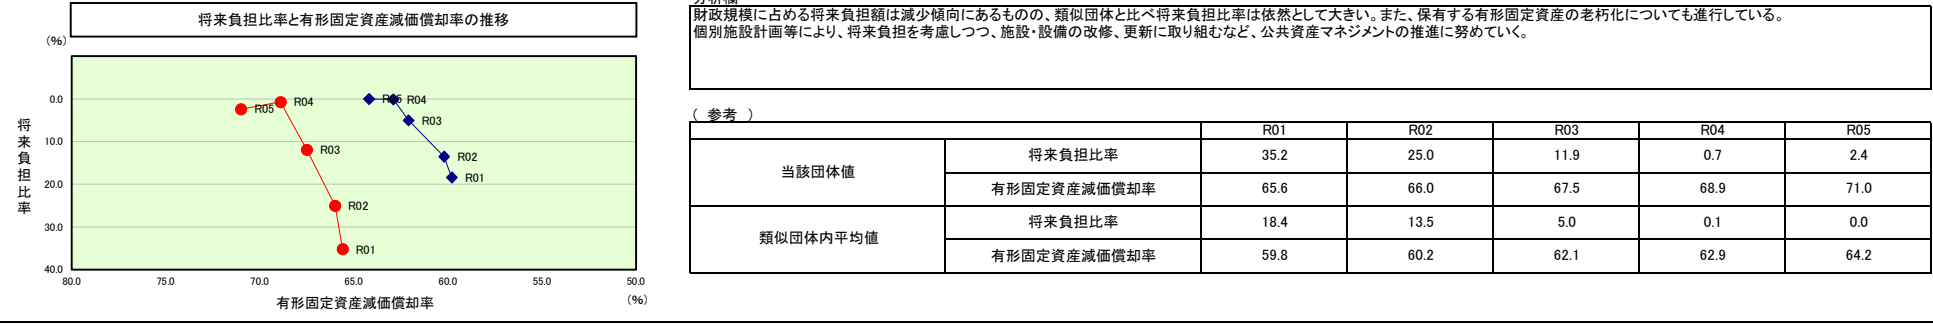 将来負担比率と有形固定資産減価償却率の推移
(%)
0.0
10.0
20.0
30.0
40.0
将来負担比率
R05
R04
R03
R02
R01
R05
R04
R03
R02
R01
80.0
75.0
70.0
65.0
60.0
55.0
50.0
有形固定資産減価償却率
(%)
分析欄
財政規模に占める将来負担額は減少傾向にあるものの、類似団体と比べ将来負担比率は依然として大きい。また、保有する有形固定資産の老朽化についても進行している。
個別施設計画等により、将来負担を考慮しつつ、施設・設備の改修、更新に取り組むなど、公共資産マネジメントの推進に努めていく。
( 参考 )
R01 R02 R03 R04 R05
当該団体値
将来負担比率 35.2 25.0 11.9 0.7 2.4
有形固定資産減価償却率 65.6 66.0 67.5 68.9 71.0
類似団体内平均値
将来負担比率 18.4 13.5 5.0 0.1 0.0
有形固定資産減価償却率 59.8 60.2 62.1 62.9 64.2